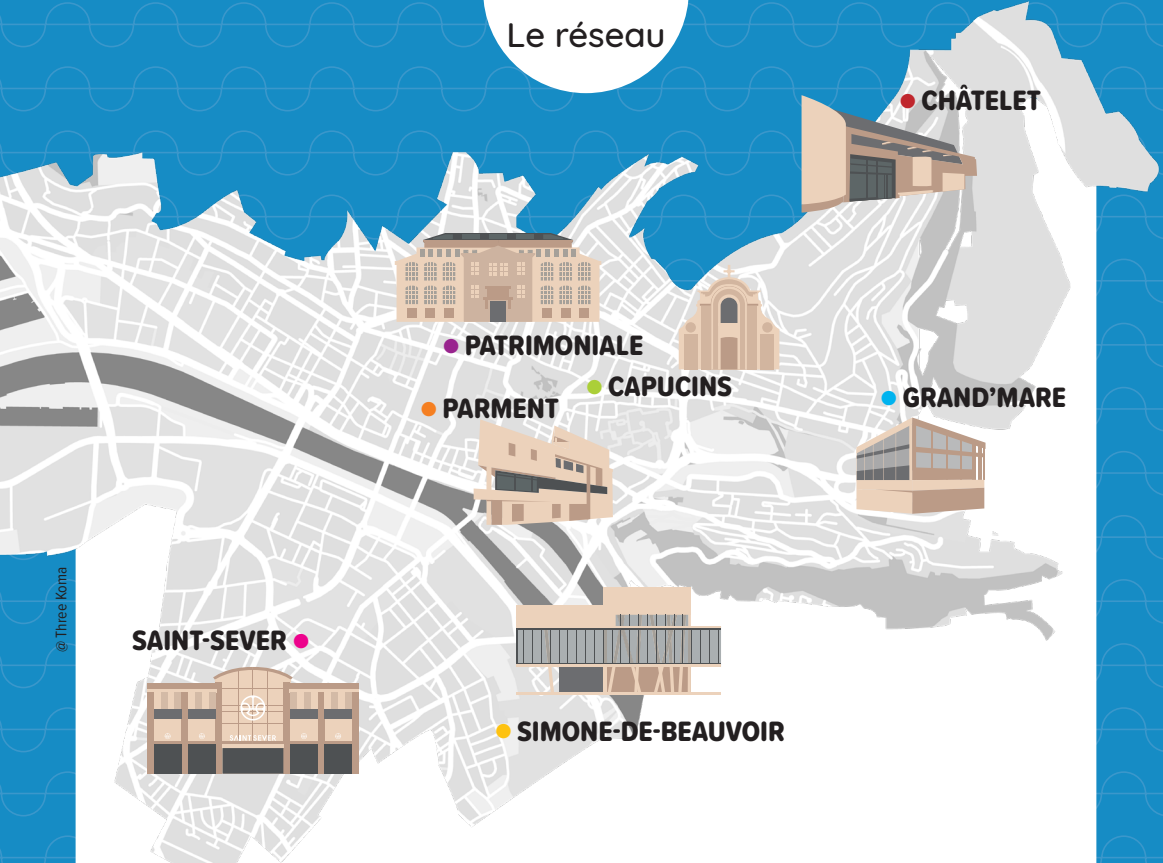 Le réseau
CHÂTELET
PATRIMONIALE
CAPUCINS
GRAND'MARE
PARMENT
@ Three Koma
SAINT-SEVER
SAINT SEVER
SIMONE-DE-BEAUVOIR